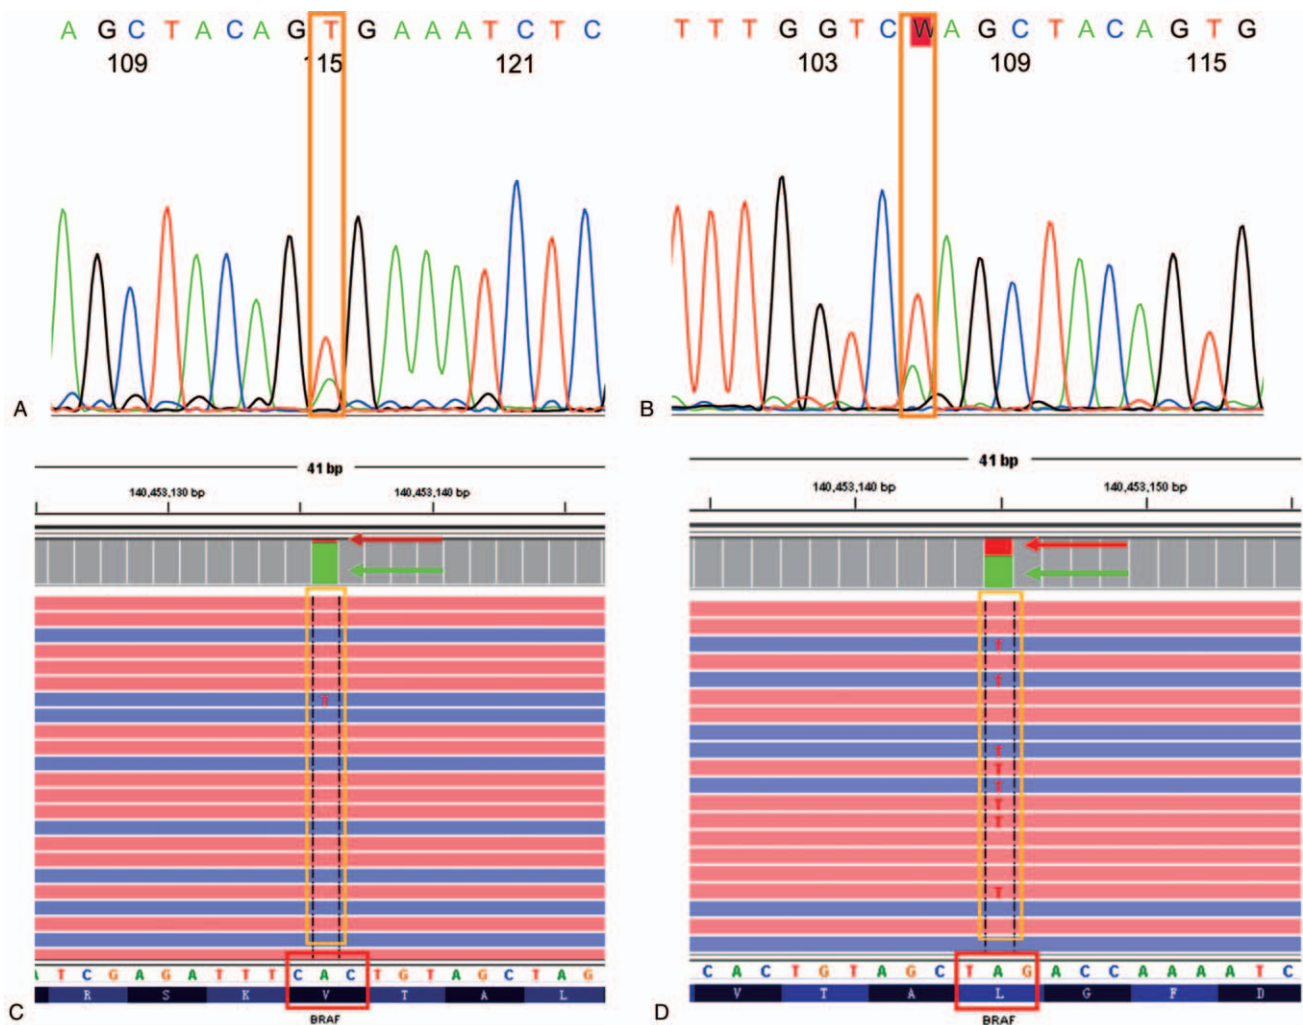 A G C T A C A G T G A A A T C T C
109 115 121
A
T T T G G T C W A G C T A C A G T G
103 109 115
B
41 bp
140,453,130 bp 140,453,140 bp
T
A T C G A G A T T T C A C T G T A G C T A G
R S K V T A L
BRAF
C
41 bp
140,453,140 bp 140,453,150 bp
T
T
T
T
T
T
T
T
C A C T G T A G C T A G A C C A A A A T C
V T A L G F D
BRAF
D